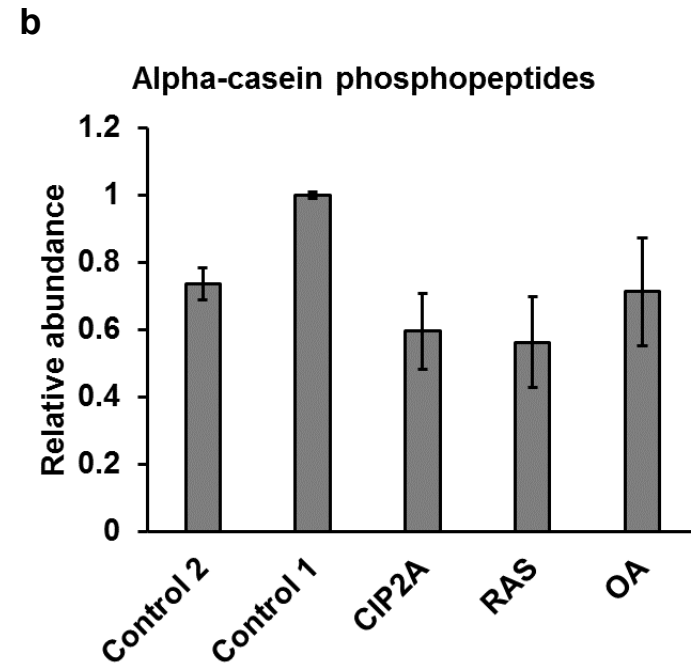 b
Alpha-casein phosphopeptides
Relative abundance
1.2
1
0.8
0.6
0.4
0.2
0
Control 2
Control 1
CIP2A
RAS
OA